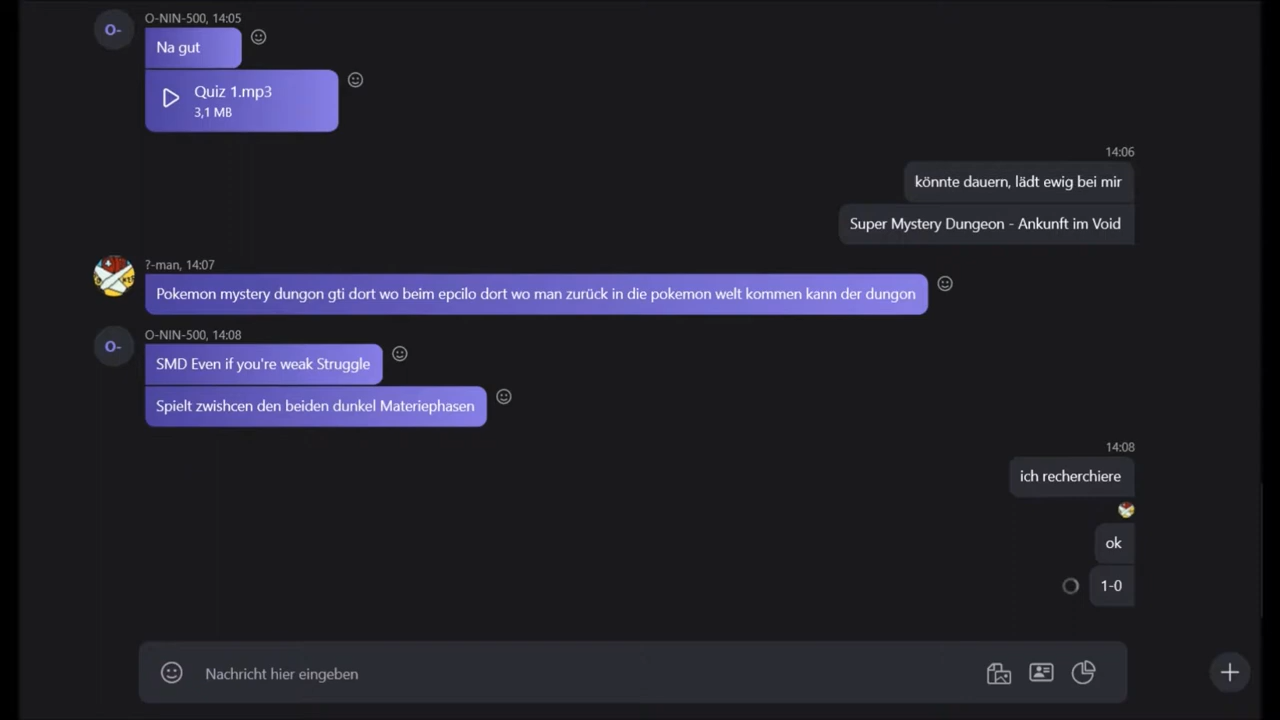 O-NIN-500, 14:05
O-
Na gut
Quiz 1.mp3
3,1 MB
14:06
könnte dauern, lädt ewig bei mir
Super Mystery Dungeon - Ankunft im Void
?-man, 14:07
Pokemon mystery dungon gti dort wo beim epcilo dort wo man zurück in die pokemon welt kommen kann der dungon
O-NIN-500, 14:08
O-
SMD Even if you're weak Struggle
Spielt zwishcen den beiden dunkel Materiephasen
14:08
ich recherchiere
ok
1-0
Nachricht hier eingeben